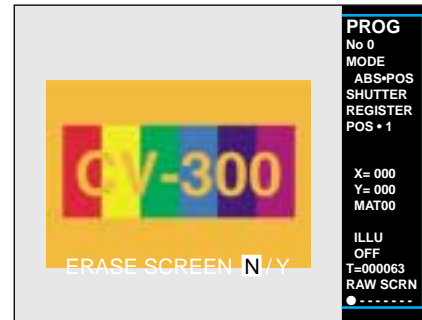 CV-300
ERASE SCREEN N/Y
PROG
No 0
MODE
ABS•POS
SHUTTER
REGISTER
POS • 1
X= 000
Y= 000
MAT00
ILLU
OFF
T=000063
RAW SCRN